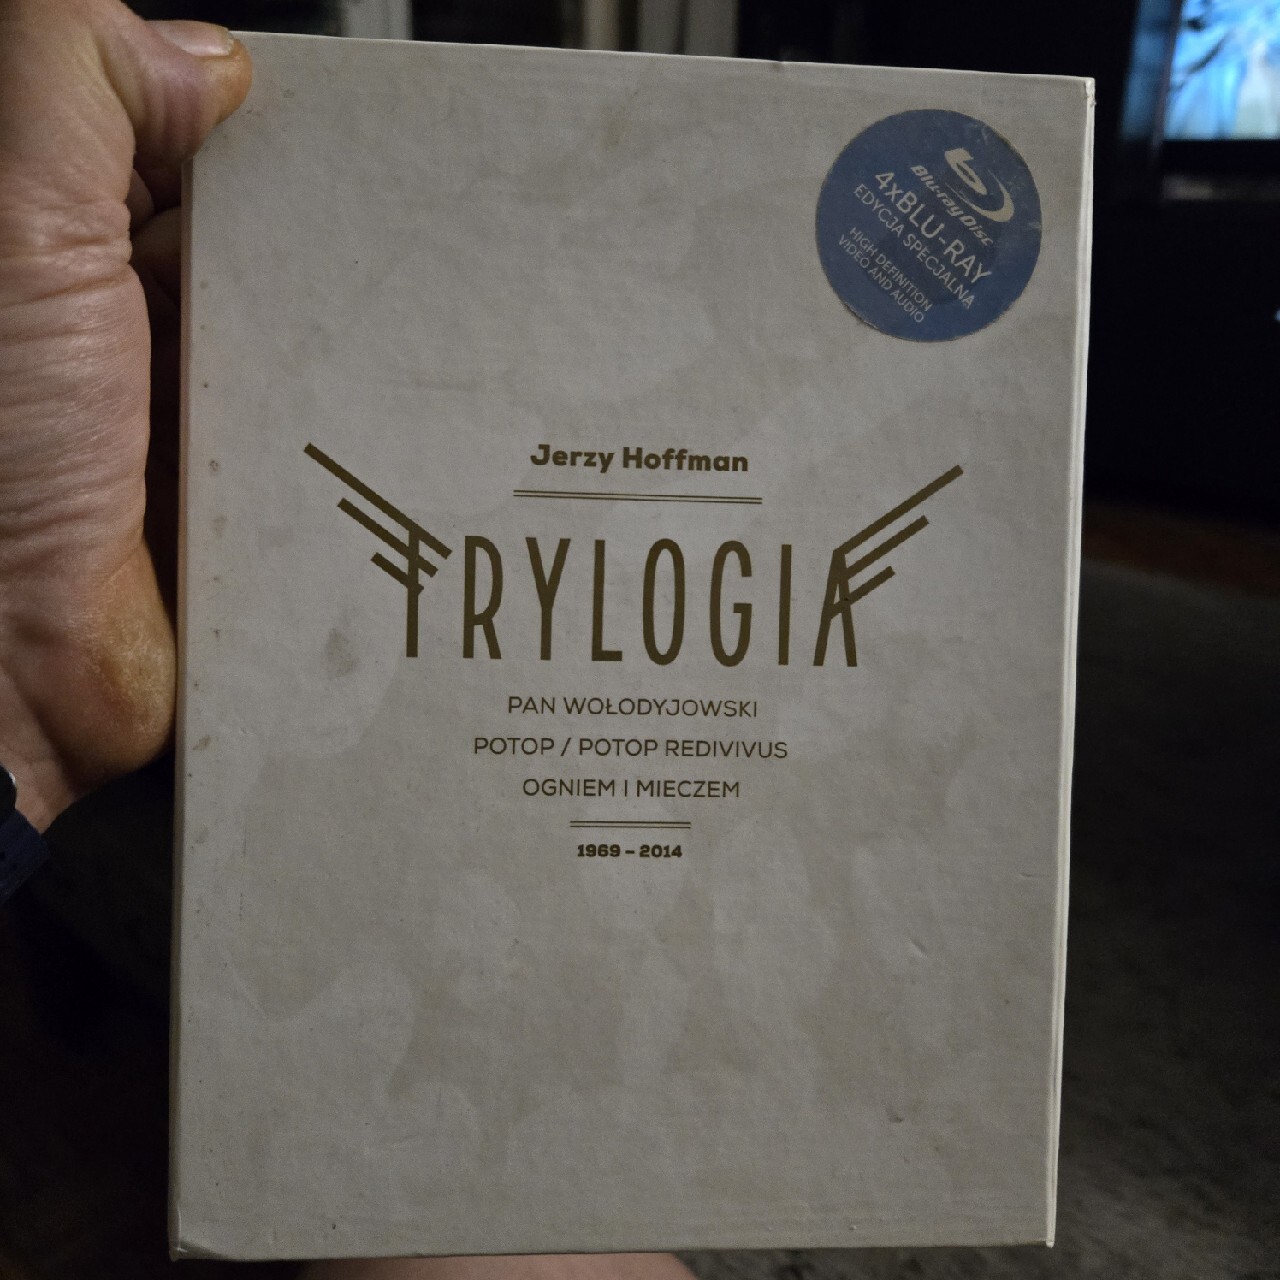 Blu-ray Disc
4xBLU-RAY
EDYCJA SPECJALNA
HIGH DEFINITION
VIDEO AND AUDIO
Jerzy Hoffman
TRYLOGIA
PAN WOŁODYJOWSKI
POTOP / POTOP REDIVIVUS
OGNIEM I MIECZEM
1969 – 2014